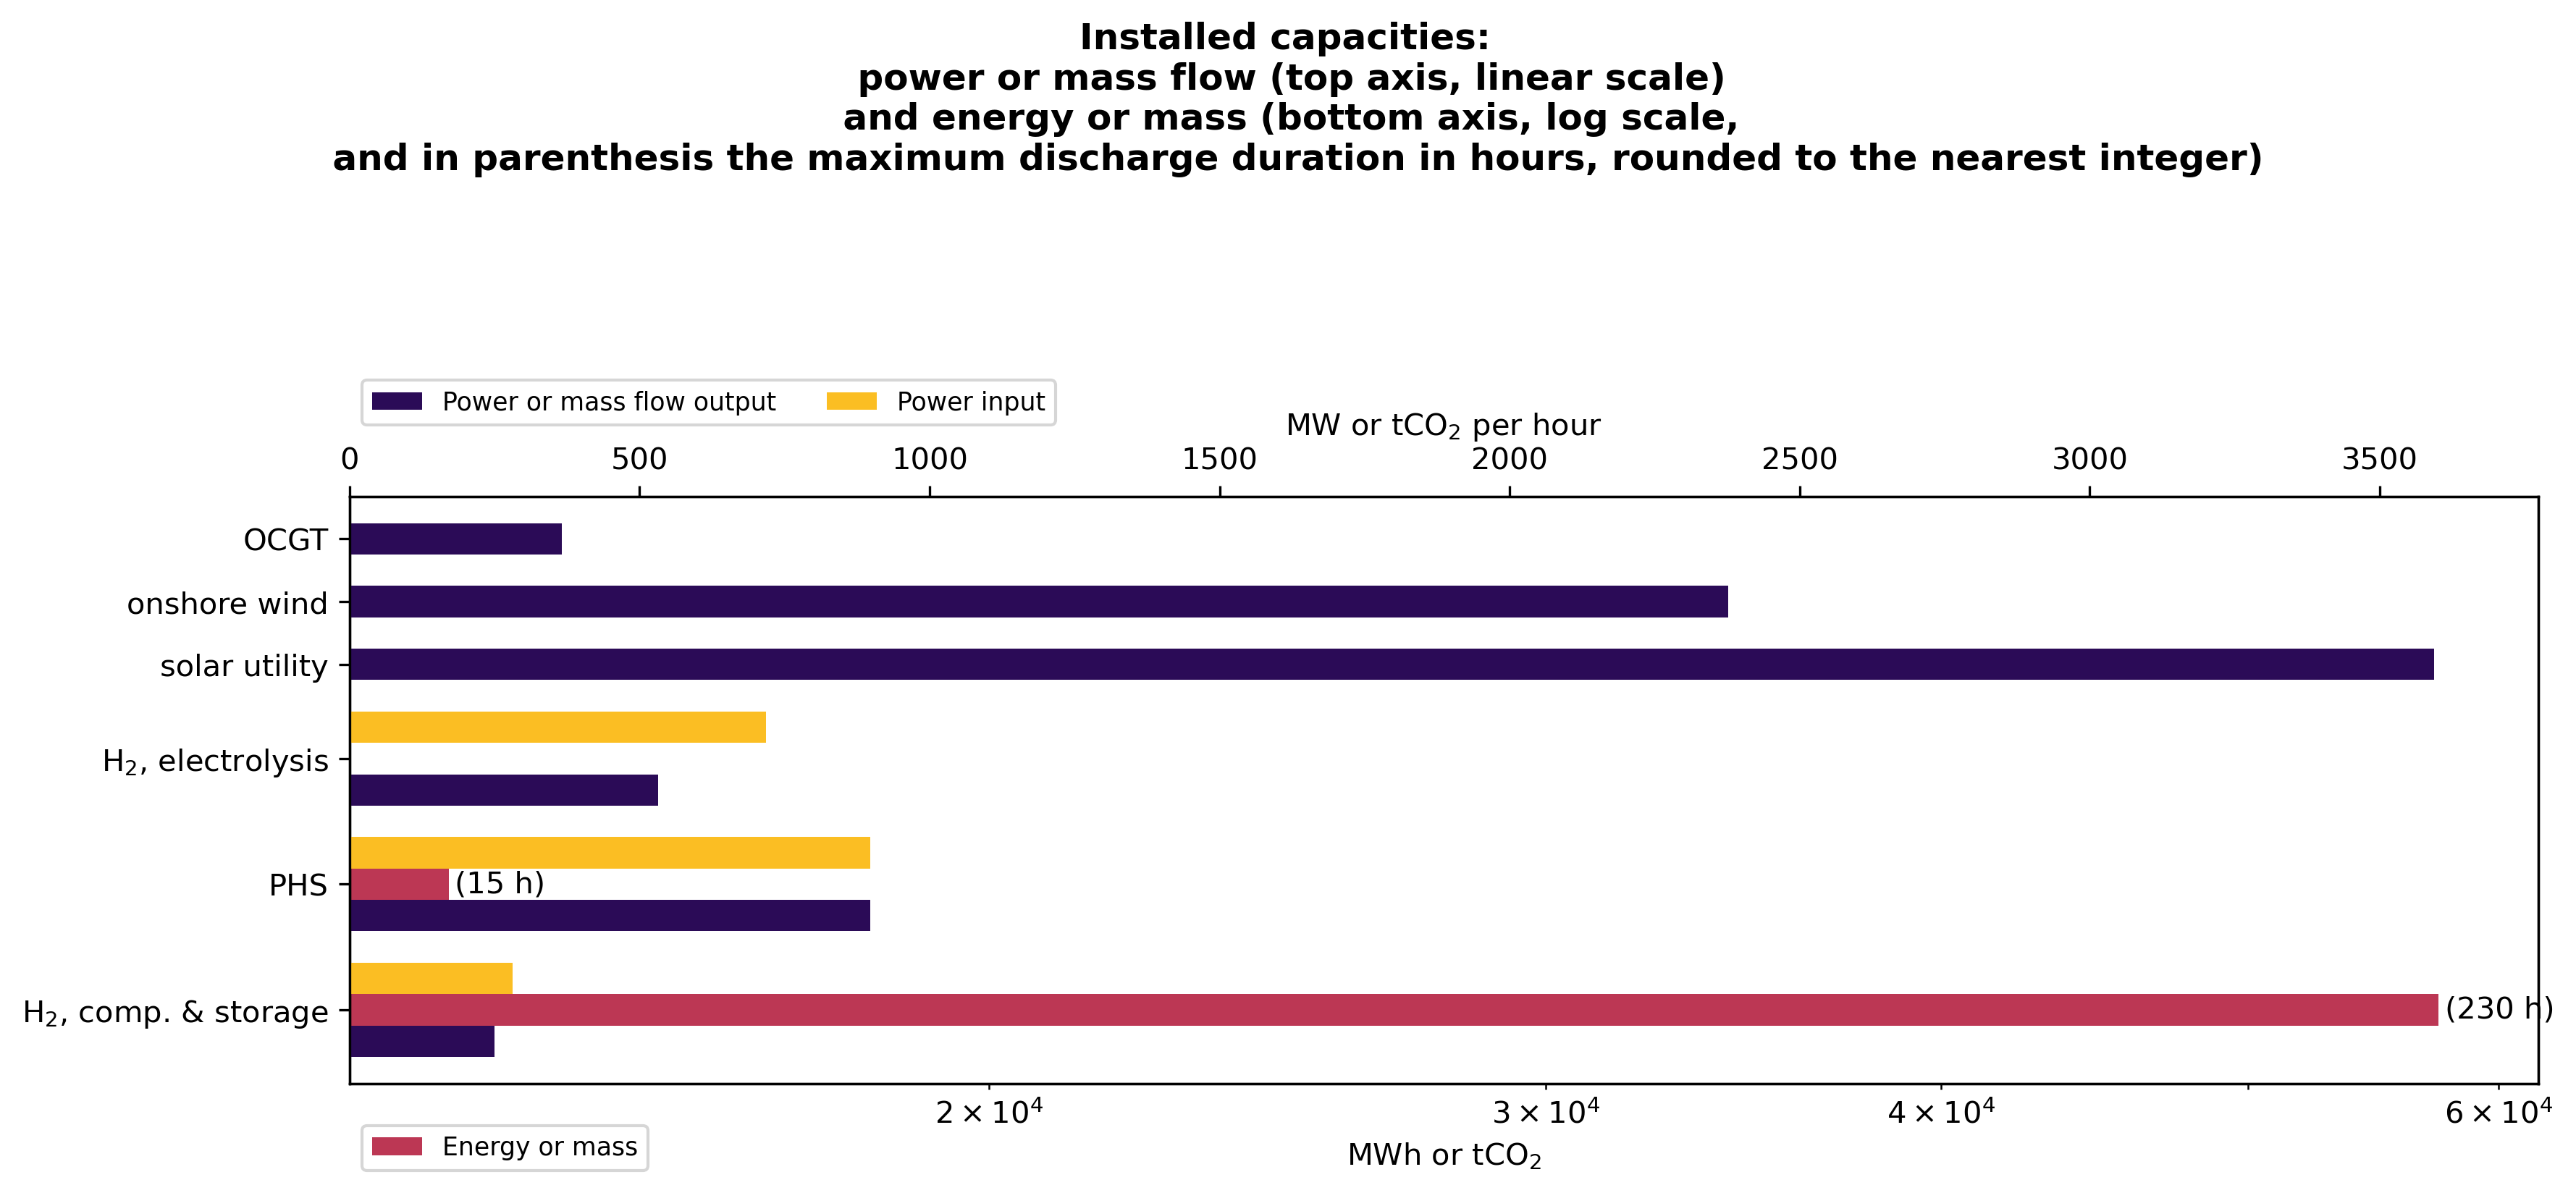 Installed capacities:
power or mass flow (top axis, linear scale)
and energy or mass (bottom axis, log scale,
and in parenthesis the maximum discharge duration in hours, rounded to the nearest integer)
Power or mass flow output Power input
MW or tCO₂ per hour
0 500 1000 1500 2000 2500 3000 3500
OCGT
onshore wind
solar utility
H₂, electrolysis
PHS (15 h)
H₂, comp. & storage (230 h)
2 × 10⁴ 3 × 10⁴ 4 × 10⁴ 6 × 10⁴
Energy or mass
MWh or tCO₂